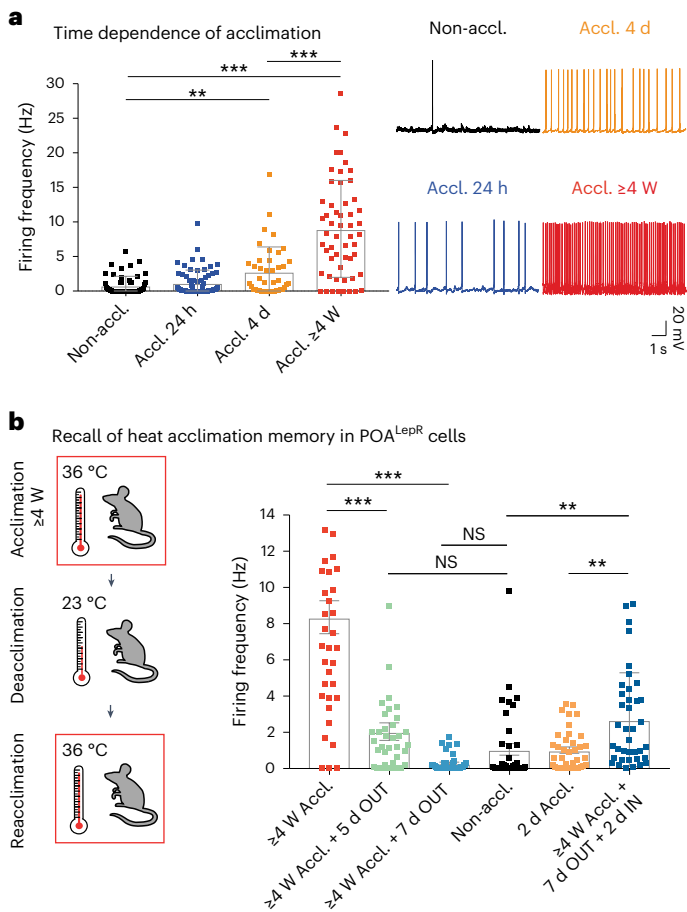 a
Time dependence of acclimation
Firing frequency (Hz)
30
25
20
15
10
5
0
***
***
**
Non-accl.
Accl. 24 h
Accl. 4 d
Accl. ≥4 W
Non-accl.
Accl. 4 d
Accl. 24 h
Accl. ≥4 W
20 mV
1 s
b
Recall of heat acclimation memory in POA^LepR cells
Acclimation
≥4 W
36 °C
Deacclimation
23 °C
Reacclimation
36 °C
Firing frequency (Hz)
14
12
10
8
6
4
2
0
***
***
**
NS
NS
**
≥4 W Accl.
≥4 W Accl. + 5 d OUT
≥4 W Accl. + 7 d OUT
Non-accl.
2 d Accl.
≥4 W Accl. +
7 d OUT + 2 d IN